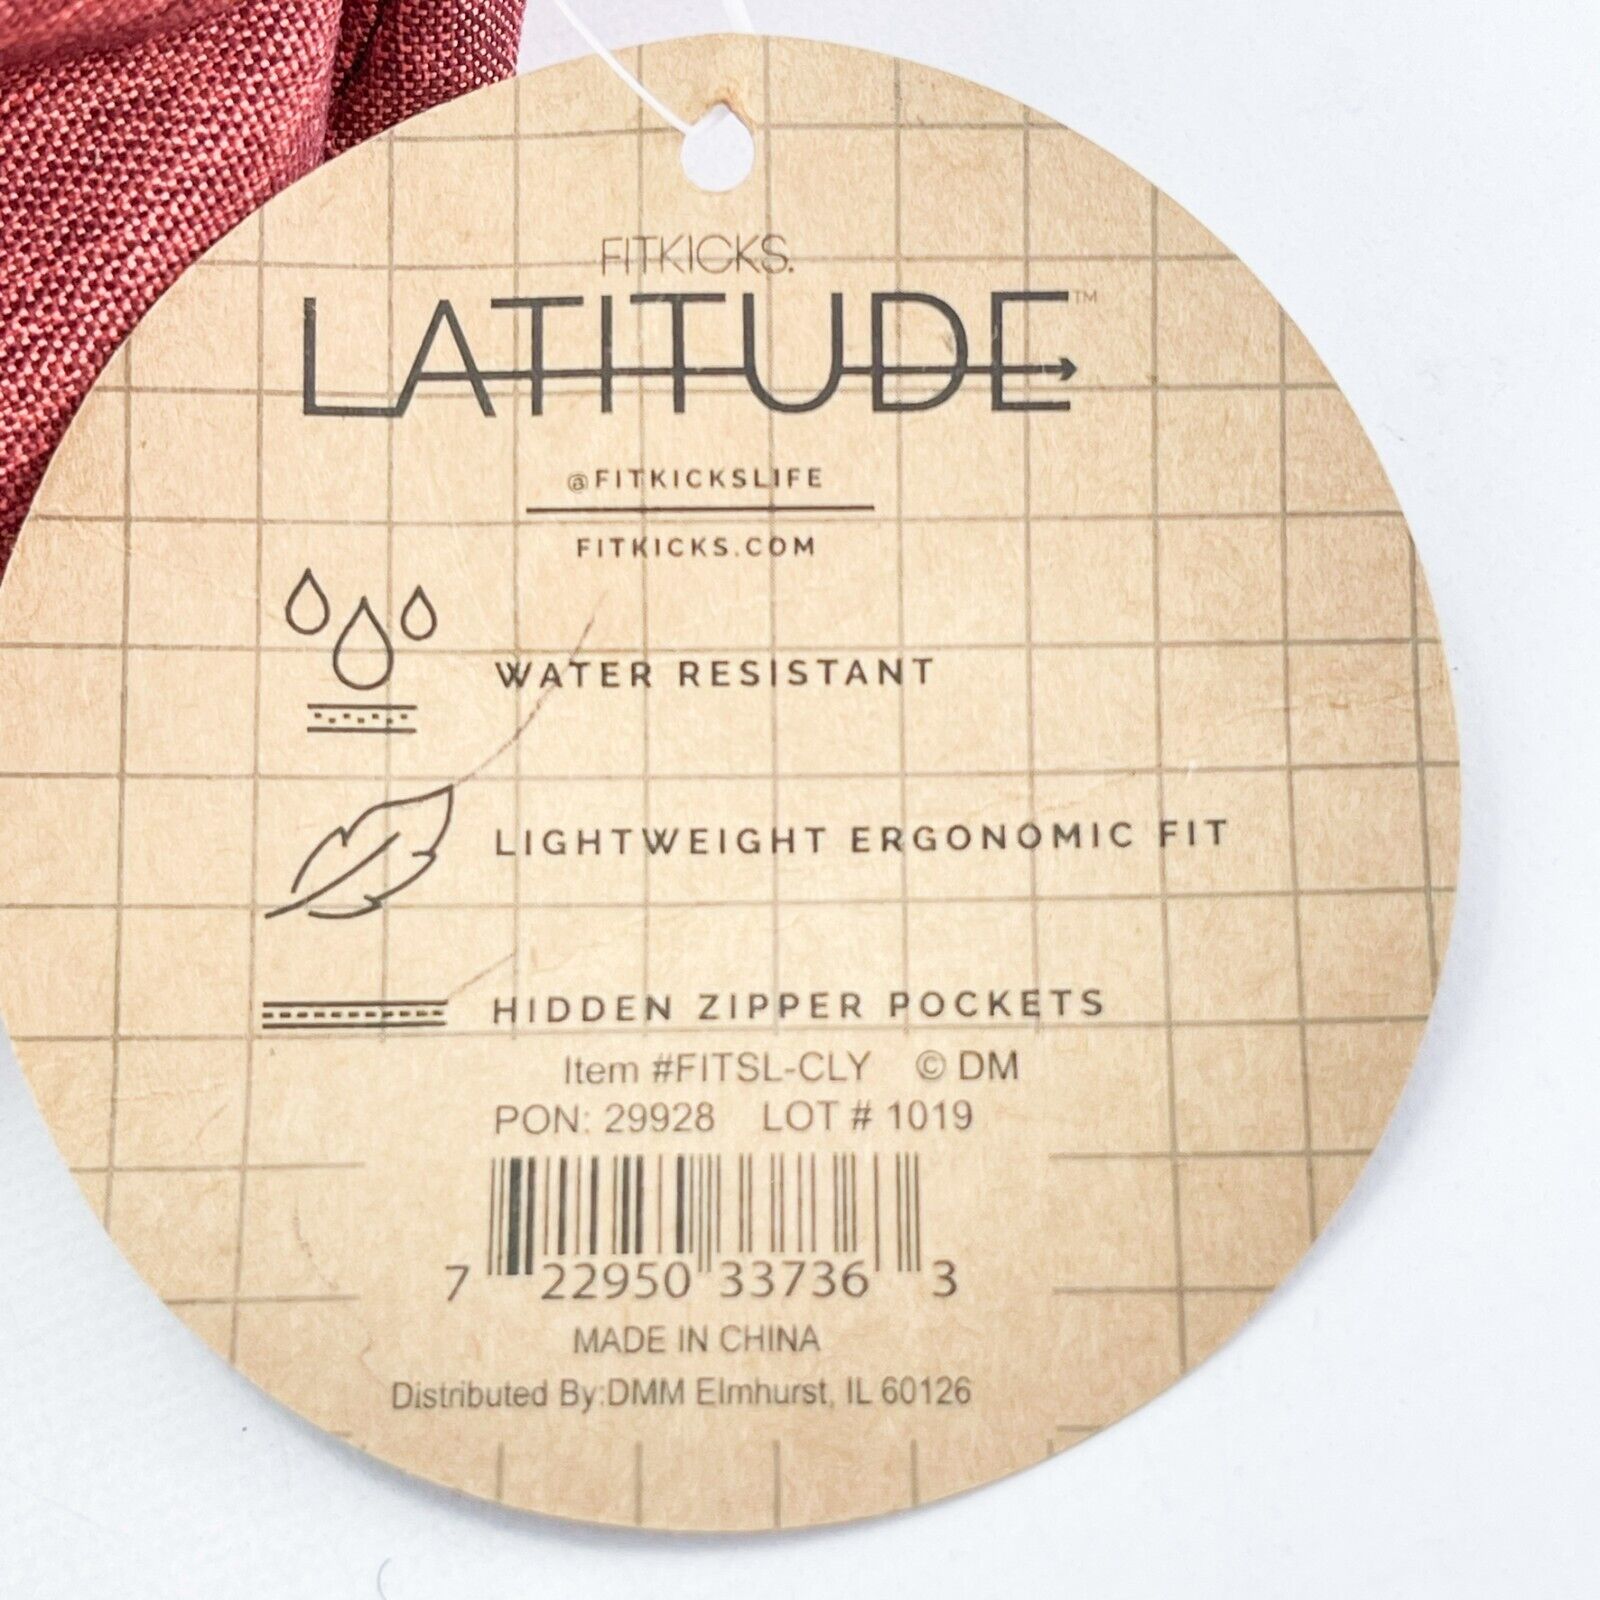 FITKICKS.
LATITUDE™
@FITKICKSLIFE
FITKICKS.COM
WATER RESISTANT
LIGHTWEIGHT ERGONOMIC FIT
HIDDEN ZIPPER POCKETS
Item #FITSL-CLY © DM
PON: 29928 LOT # 1019
7 22950 33736 3
MADE IN CHINA
Distributed By:DMM Elmhurst, IL 60126